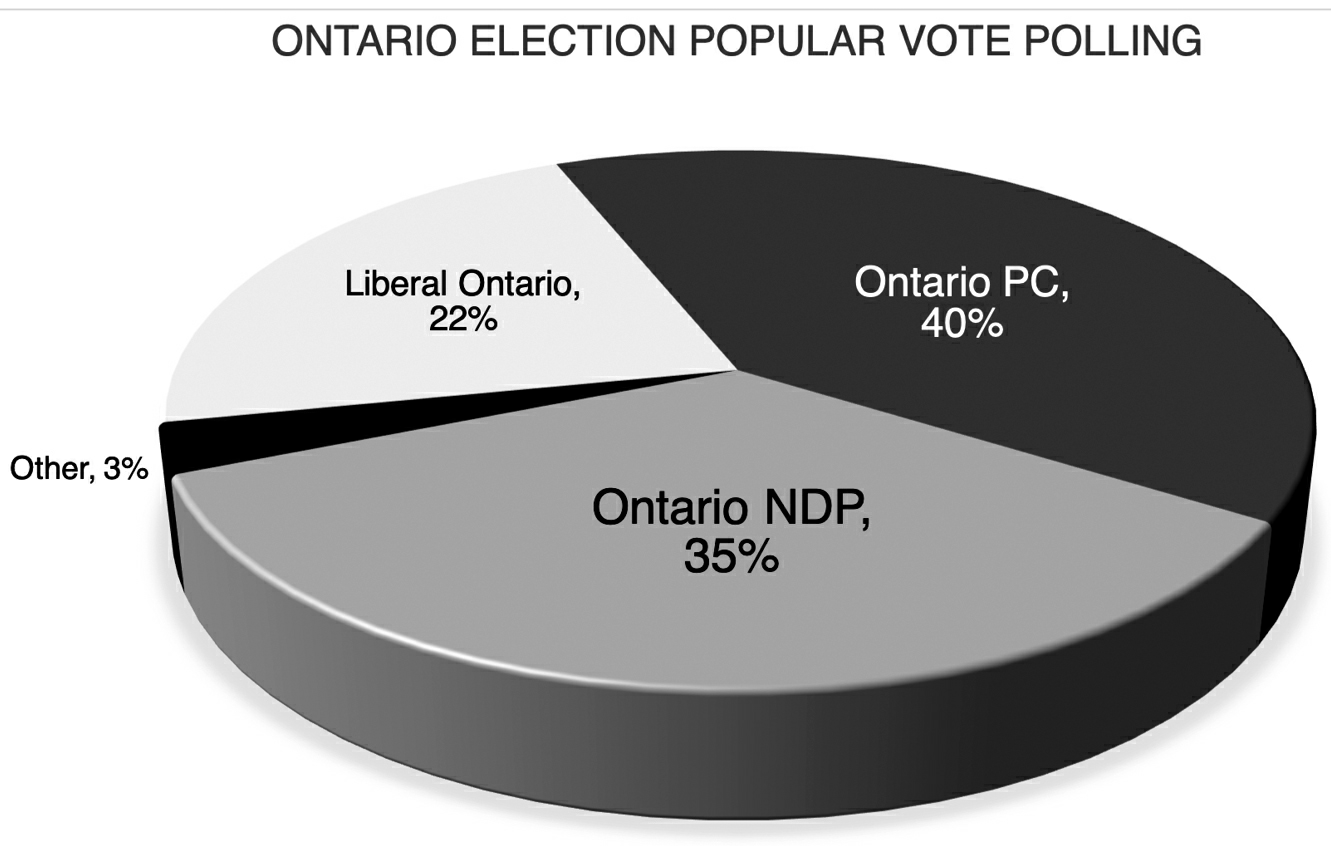 ONTARIO ELECTION POPULAR VOTE POLLING
Liberal Ontario,
22%
Ontario PC,
40%
Other, 3%
Ontario NDP,
35%